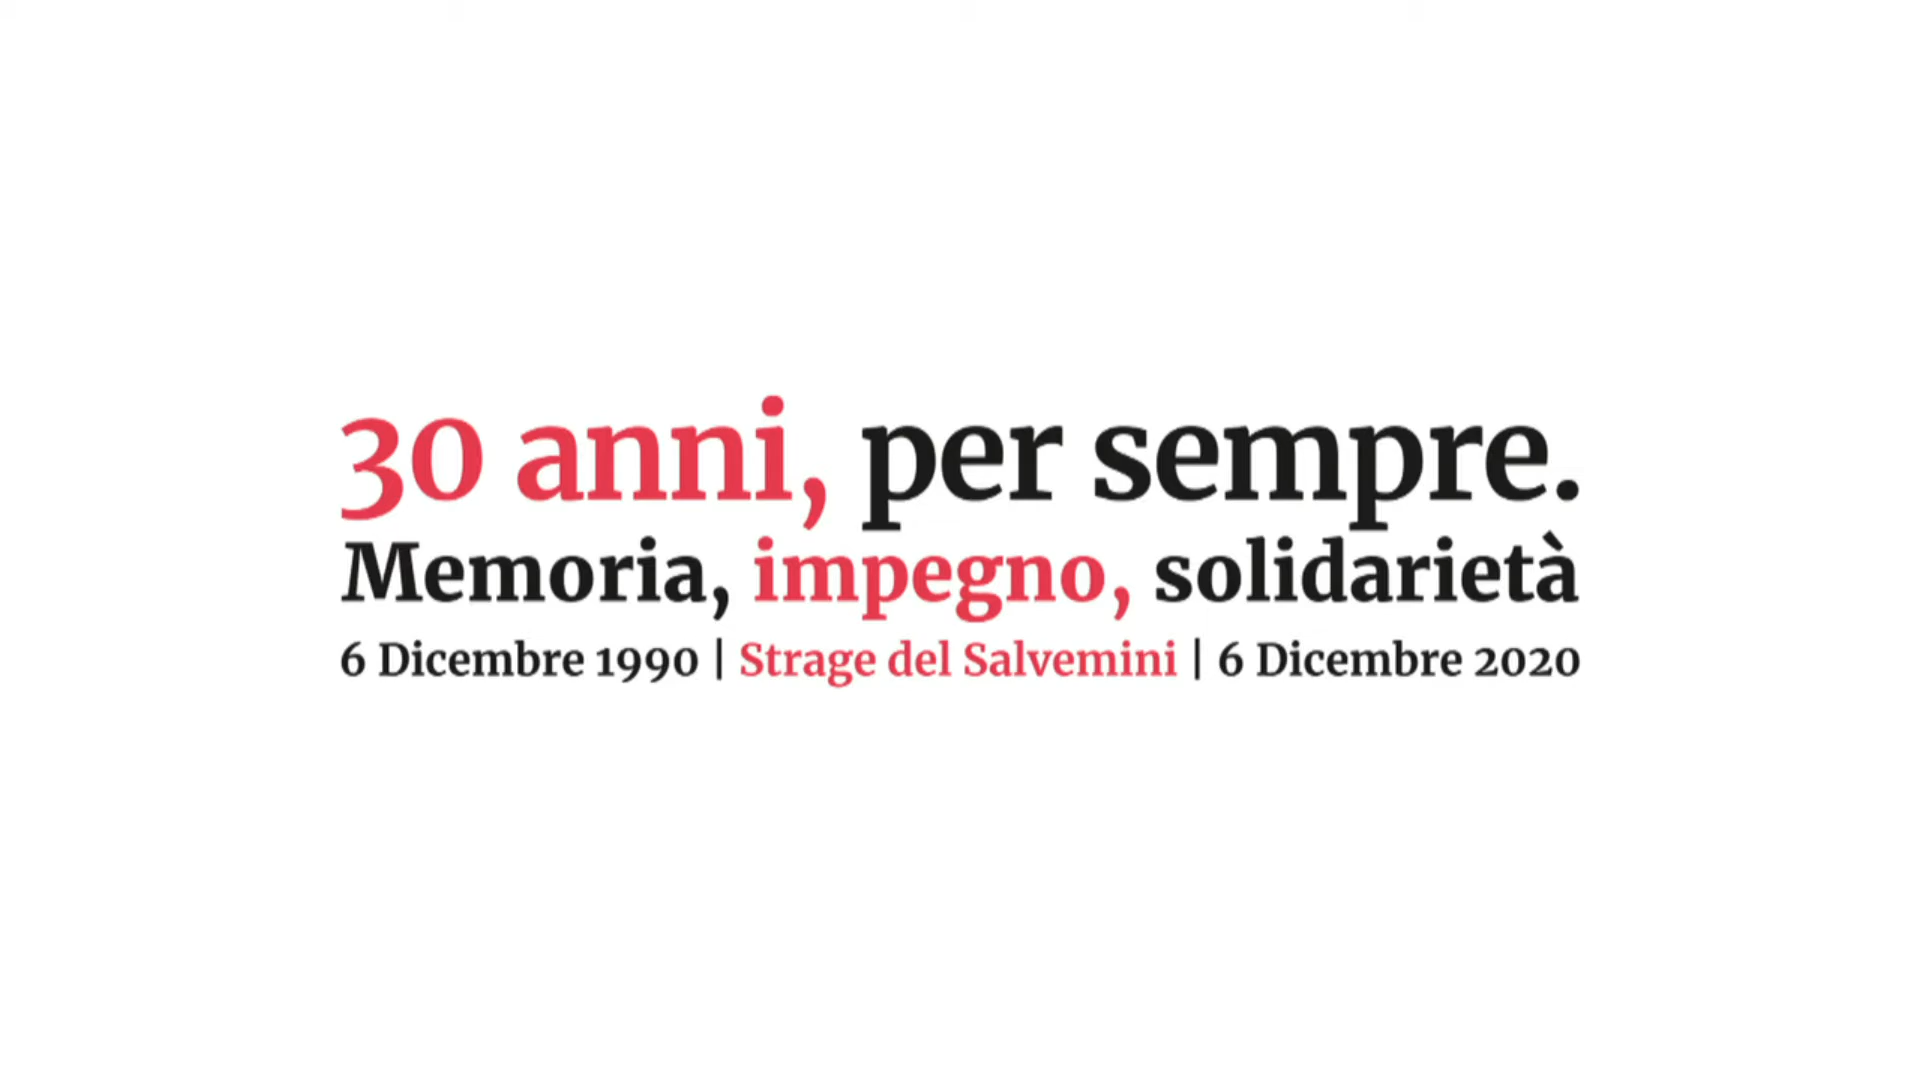 30 anni, per sempre.
Memoria, impegno, solidarietà
6 Dicembre 1990 | Strage del Salvemini | 6 Dicembre 2020